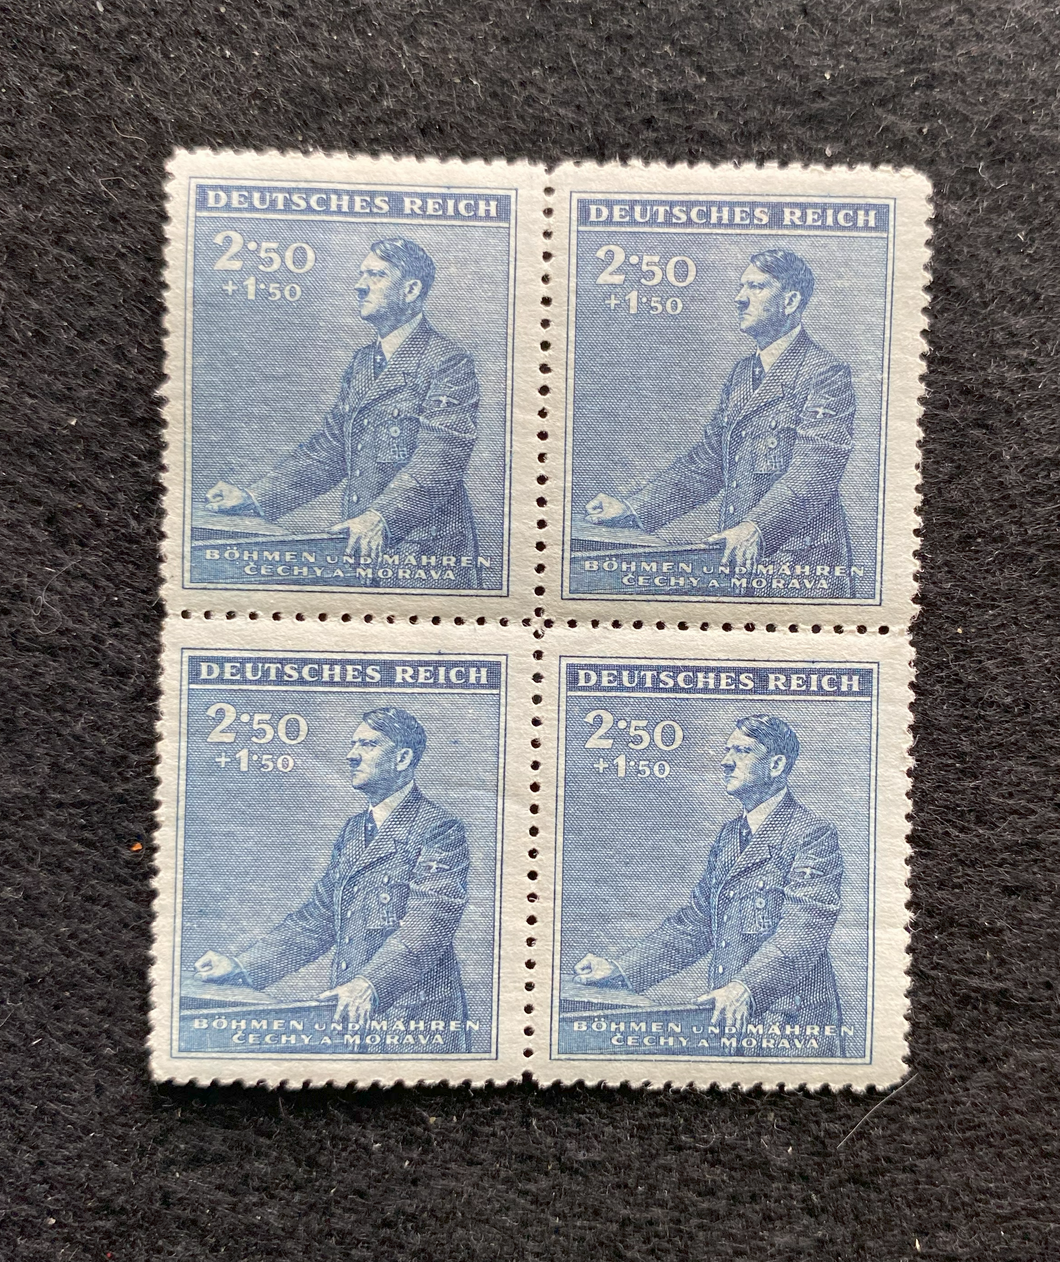 DEUTSCHES REICH
2·50
+1·50
BÖHMEN UND MÄHREN
ČECHY A MORAVA
DEUTSCHES REICH
2·50
+1·50
BÖHMEN UND MÄHREN
ČECHY A MORAVA
DEUTSCHES REICH
2·50
+1·50
BÖHMEN UND MÄHREN
ČECHY A MORAVA
DEUTSCHES REICH
2·50
+1·50
BÖHMEN UND MÄHREN
ČECHY A MORAVA